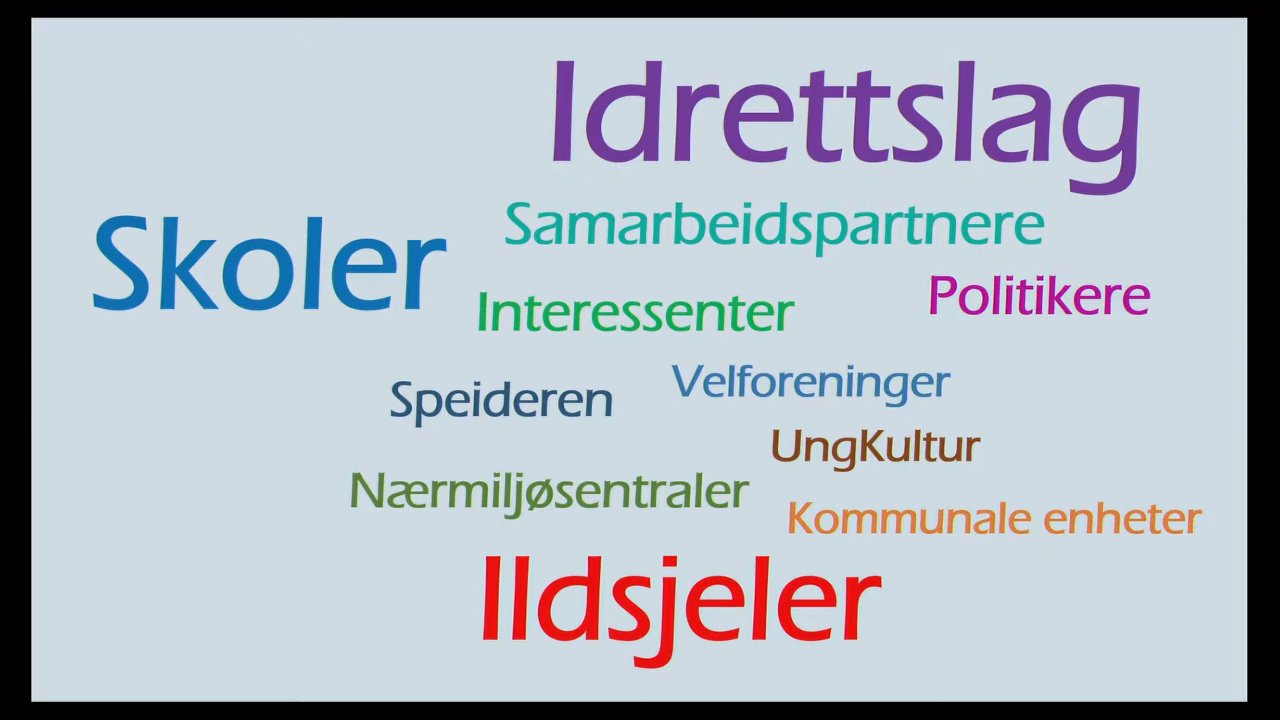 Idrettslag
Samarbeidspartnere
Skoler
Politikere
Interessenter
Velforeninger
Speideren
UngKultur
Nærmiljøsentraler
Kommunale enheter
Ildsjeler